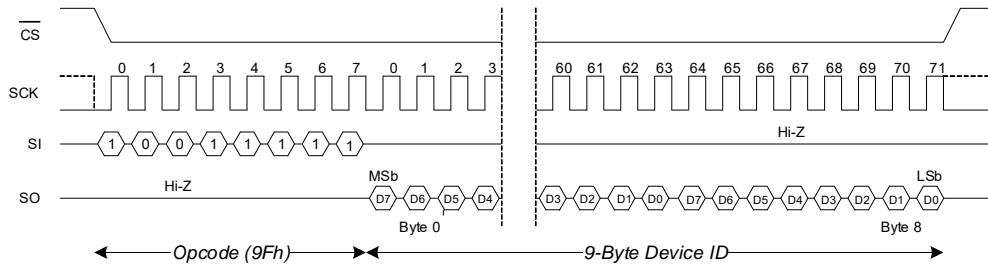 CS
0 1 2 3 4 5 6 7 0 1 2 3 60 61 62 63 64 65 66 67 68 69 70 71
SCK
Hi-Z
SI 1 0 0 1 1 1 1 1
Hi-Z MSb LSb
SO D7 D6 D5 D4 D3 D2 D1 D0 D7 D6 D5 D4 D3 D2 D1 D0
Byte 0 Byte 8
Opcode (9Fh) 9-Byte Device ID